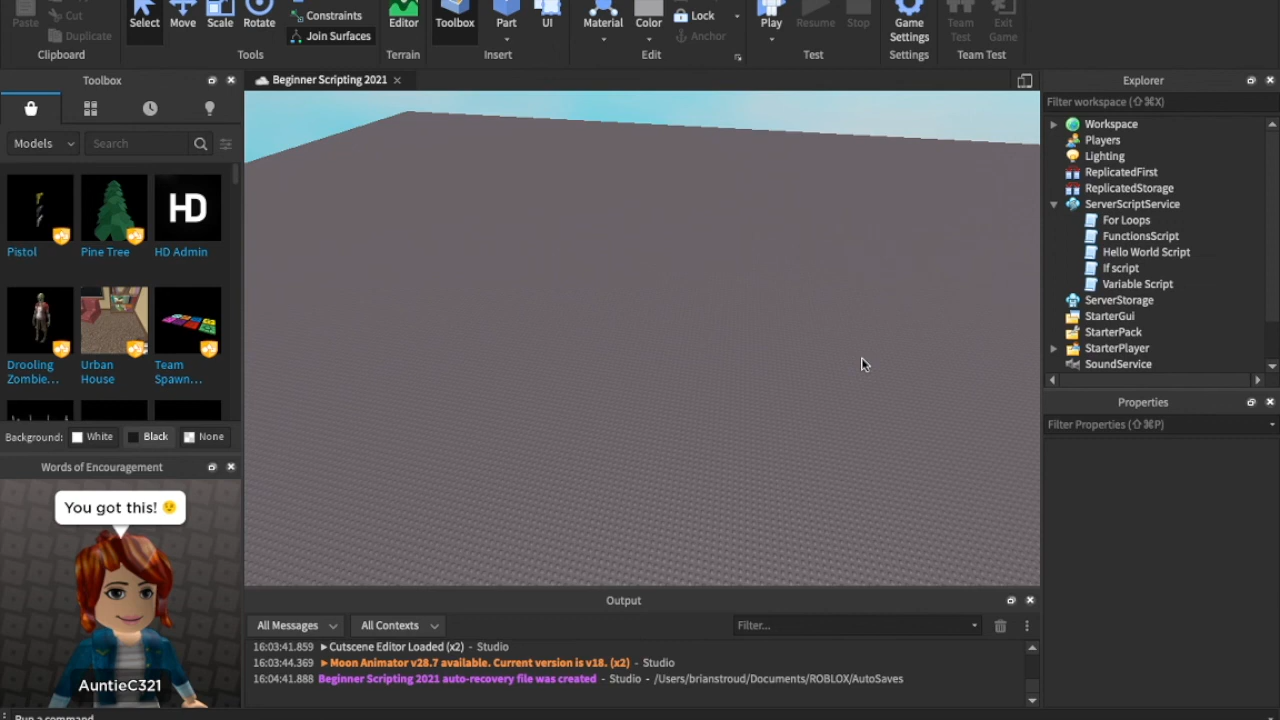 Paste
Cut
Duplicate
Clipboard
Select
Move
Scale
Rotate
Constraints
Join Surfaces
Tools
Editor
Terrain
Toolbox
Part
UI
Insert
Material
Color
Lock
Anchor
Edit
Play
Resume
Stop
Test
Game
Settings
Settings
Team
Test
Exit
Game
Team Test
Toolbox
Models
Search
Pistol
Pine Tree
HD
HD Admin
Drooling
Zombie...
Urban
House
Team
Spawn...
Background: White Black None
Words of Encouragement
You got this! 😉
AuntieC321
Beginner Scripting 2021
Output
All Messages
All Contexts
Filter...
16:03:41.859 Cutscene Editor Loaded (x2) - Studio
16:03:44.369 Moon Animator v28.7 available. Current version is v18. (x2) - Studio
16:04:41.888 Beginner Scripting 2021 auto-recovery file was created - Studio - /Users/brianstroud/Documents/ROBLOX/AutoSaves
Run a command
Explorer
Filter workspace (⇧⌘X)
Workspace
Players
Lighting
ReplicatedFirst
ReplicatedStorage
ServerScriptService
For Loops
FunctionsScript
Hello World Script
If script
Variable Script
ServerStorage
StarterGui
StarterPack
StarterPlayer
SoundService
Properties
Filter Properties (⇧⌘P)